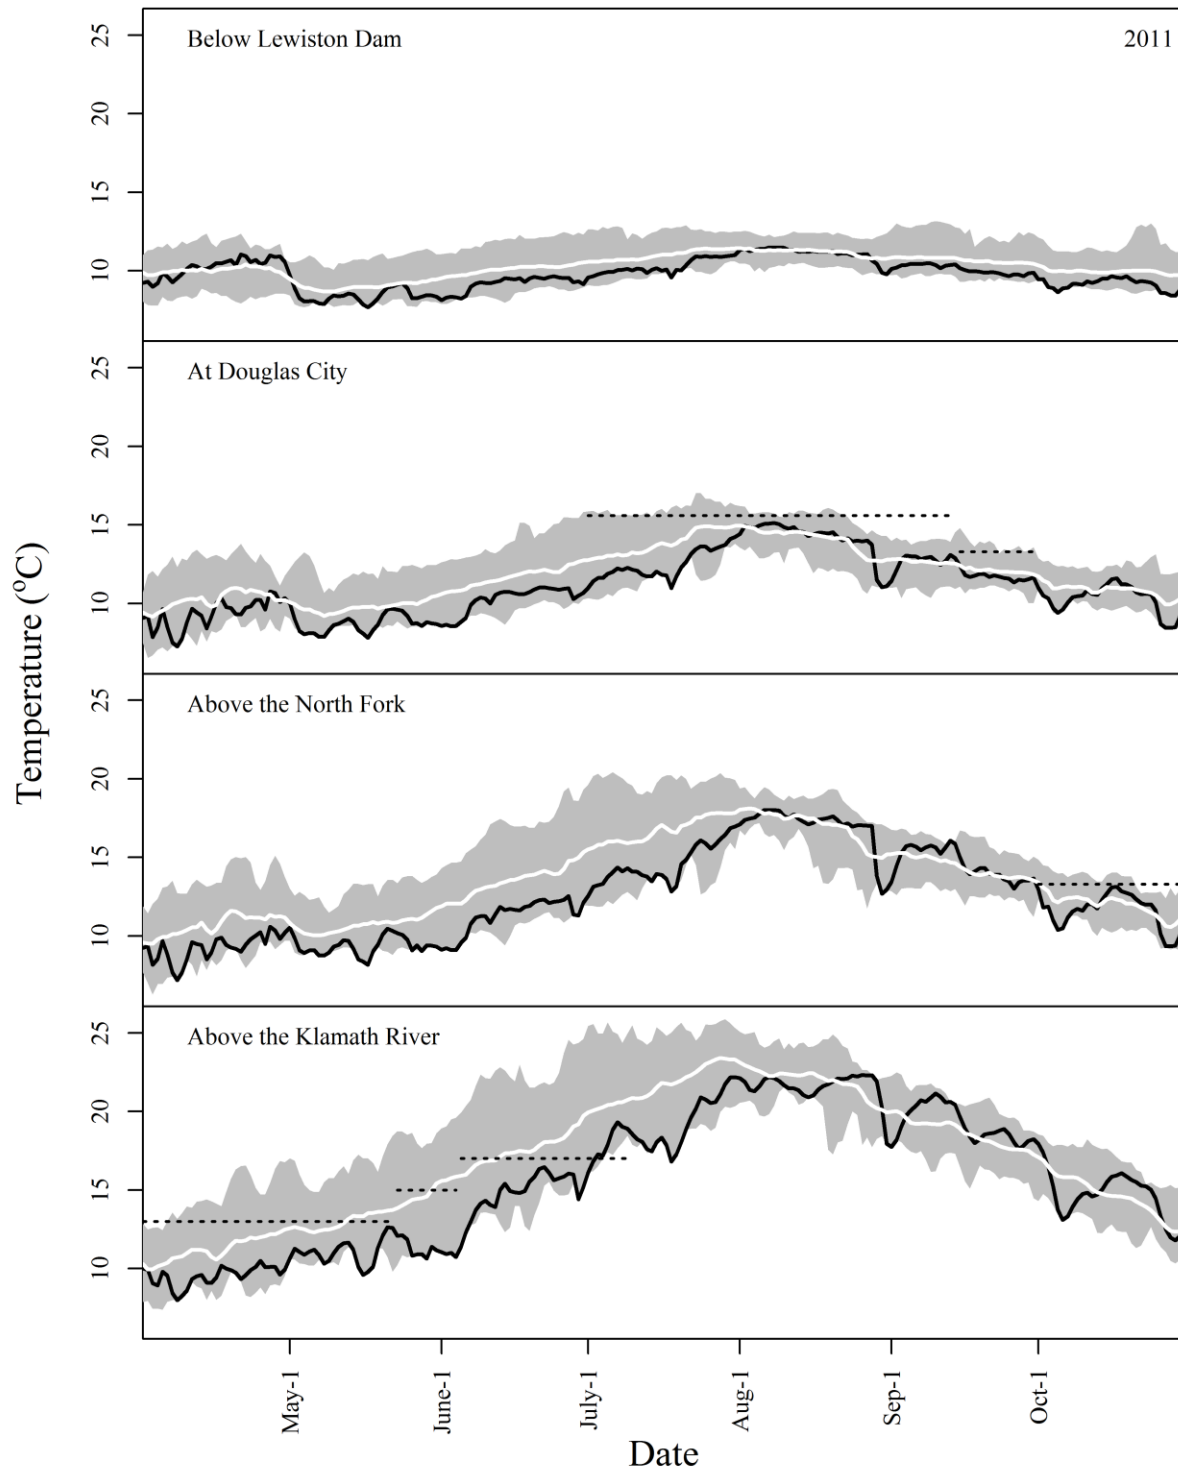 Below Lewiston Dam 2011
25
20
15
10
At Douglas City
25
20
15
10
Above the North Fork
25
20
15
10
Above the Klamath River
25
20
15
10
Temperature (°C)
May-1 June-1 July-1 Aug-1 Sep-1 Oct-1
Date